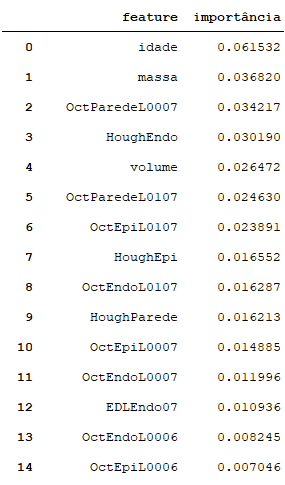 feature importância
0 idade 0.061532
1 massa 0.036820
2 OctParedeL0007 0.034217
3 HoughEndo 0.030190
4 volume 0.026472
5 OctParedeL0107 0.024630
6 OctEpiL0107 0.023891
7 HoughEpi 0.016552
8 OctEndoL0107 0.016287
9 HoughParede 0.016213
10 OctEpiL0007 0.014885
11 OctEndoL0007 0.011996
12 EDLEndo07 0.010936
13 OctEndoL0006 0.008245
14 OctEpiL0006 0.007046